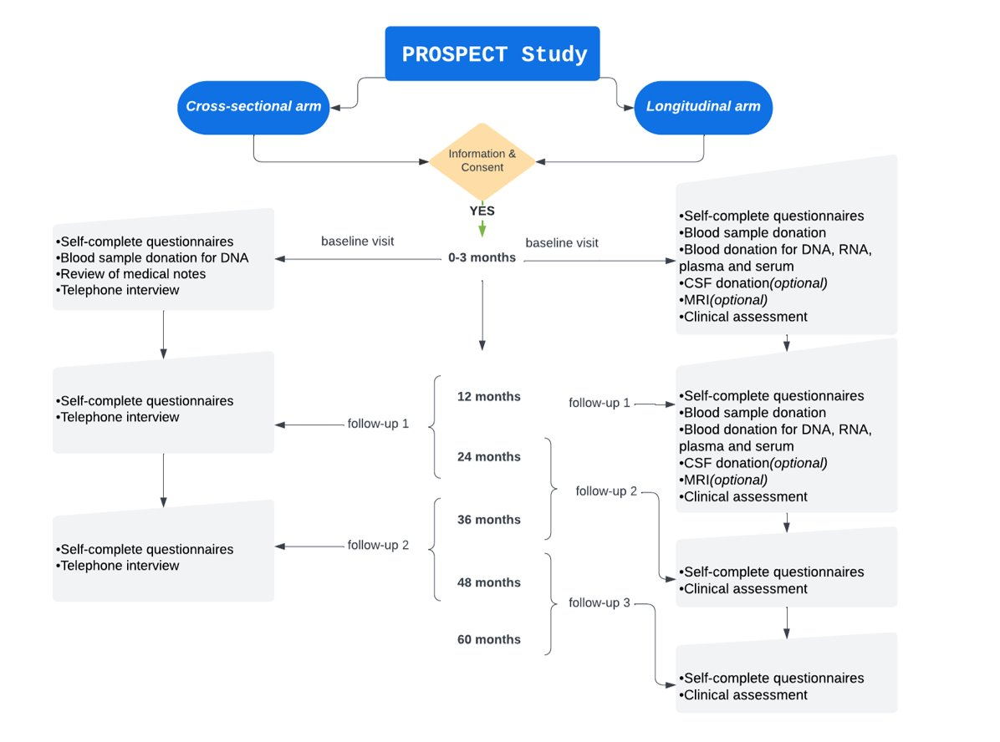 PROSPECT Study
Cross-sectional arm
Longitudinal arm
Information &
Consent
YES
baseline visit
0-3 months
baseline visit
•Self-complete questionnaires
•Blood sample donation for DNA
•Review of medical notes
•Telephone interview
•Self-complete questionnaires
•Blood sample donation
•Blood donation for DNA, RNA,
plasma and serum
•CSF donation(optional)
•MRI(optional)
•Clinical assessment
•Self-complete questionnaires
•Telephone interview
follow-up 1
12 months
24 months
follow-up 1
•Self-complete questionnaires
•Blood sample donation
•Blood donation for DNA, RNA,
plasma and serum
•CSF donation(optional)
•MRI(optional)
•Clinical assessment
•Self-complete questionnaires
•Telephone interview
follow-up 2
36 months
48 months
60 months
follow-up 2
•Self-complete questionnaires
•Clinical assessment
follow-up 3
•Self-complete questionnaires
•Clinical assessment